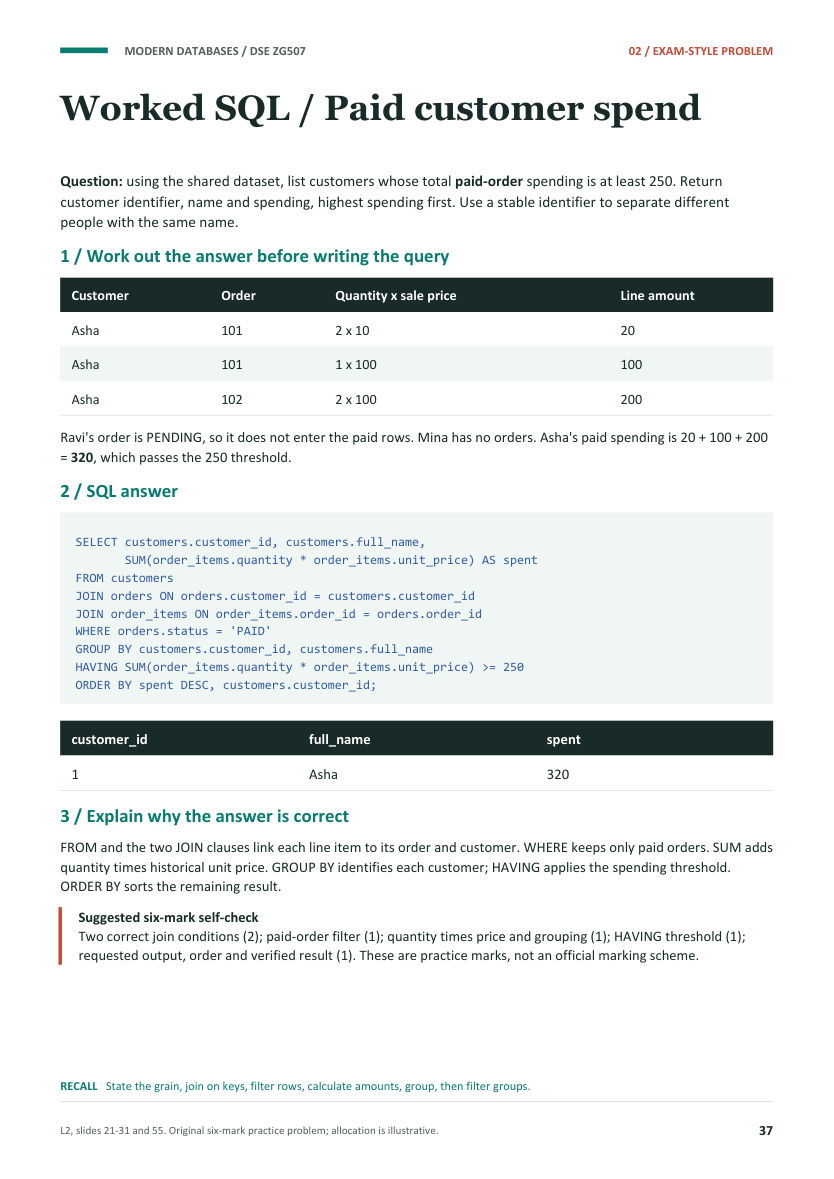 MODERN DATABASES / DSE ZG507
02 / EXAM-STYLE PROBLEM
Worked SQL / Paid customer spend
Question: using the shared dataset, list customers whose total paid-order spending is at least 250. Return
customer identifier, name and spending, highest spending first. Use a stable identifier to separate different
people with the same name.
1 / Work out the answer before writing the query
Customer Order Quantity x sale price Line amount
Asha 101 2 x 10 20
Asha 101 1 x 100 100
Asha 102 2 x 100 200
Ravi's order is PENDING, so it does not enter the paid rows. Mina has no orders. Asha's paid spending is 20 + 100 + 200
= 320, which passes the 250 threshold.
2 / SQL answer
SELECT customers.customer_id, customers.full_name,
       SUM(order_items.quantity * order_items.unit_price) AS spent
FROM customers
JOIN orders ON orders.customer_id = customers.customer_id
JOIN order_items ON order_items.order_id = orders.order_id
WHERE orders.status = 'PAID'
GROUP BY customers.customer_id, customers.full_name
HAVING SUM(order_items.quantity * order_items.unit_price) >= 250
ORDER BY spent DESC, customers.customer_id;
customer_id full_name spent
1 Asha 320
3 / Explain why the answer is correct
FROM and the two JOIN clauses link each line item to its order and customer. WHERE keeps only paid orders. SUM adds
quantity times historical unit price. GROUP BY identifies each customer; HAVING applies the spending threshold.
ORDER BY sorts the remaining result.
Suggested six-mark self-check
Two correct join conditions (2); paid-order filter (1); quantity times price and grouping (1); HAVING threshold (1);
requested output, order and verified result (1). These are practice marks, not an official marking scheme.
RECALL State the grain, join on keys, filter rows, calculate amounts, group, then filter groups.
L2, slides 21-31 and 55. Original six-mark practice problem; allocation is illustrative.
37